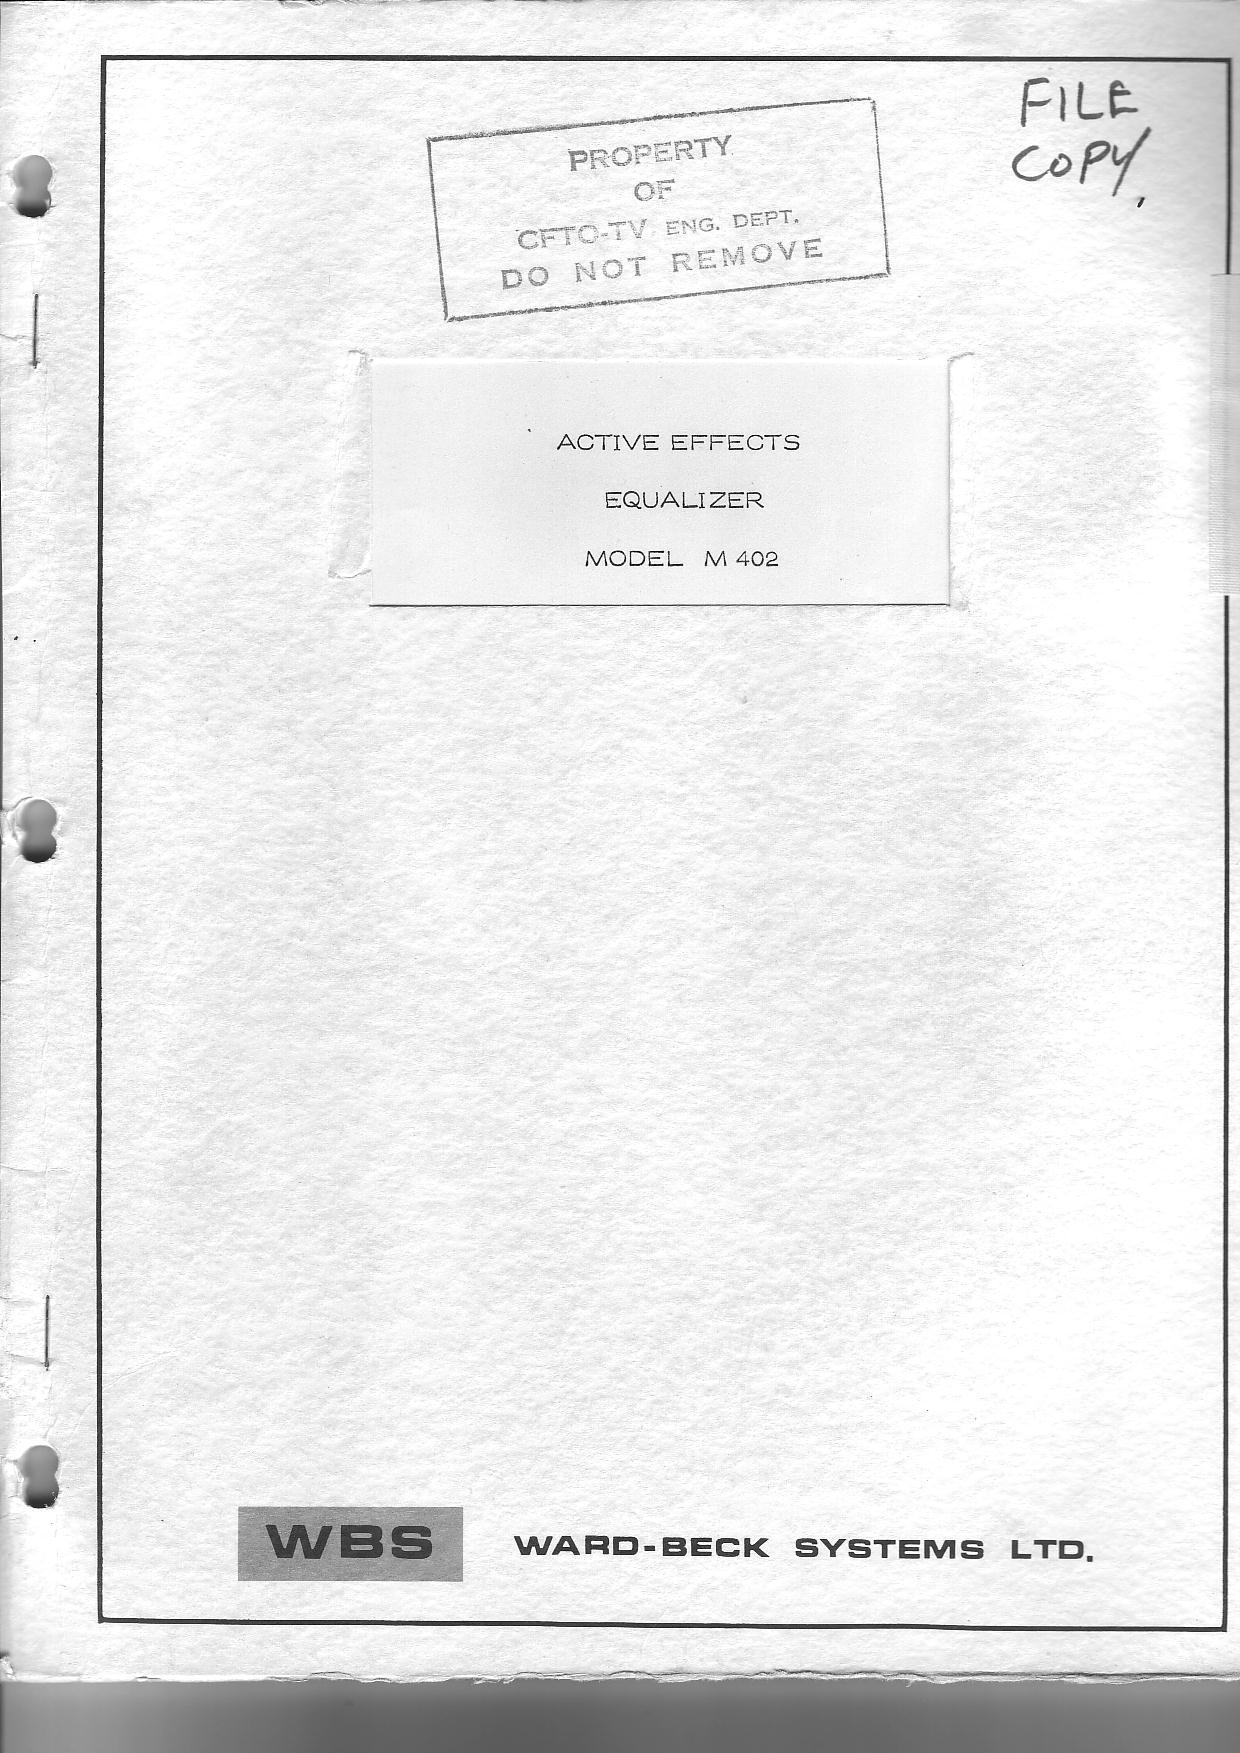 FILE
COPY,
PROPERTY
OF
CFTO-TV ENG. DEPT.
DO NOT REMOVE
ACTIVE EFFECTS
EQUALIZER
MODEL M 402
WBS WARD-BECK SYSTEMS LTD.